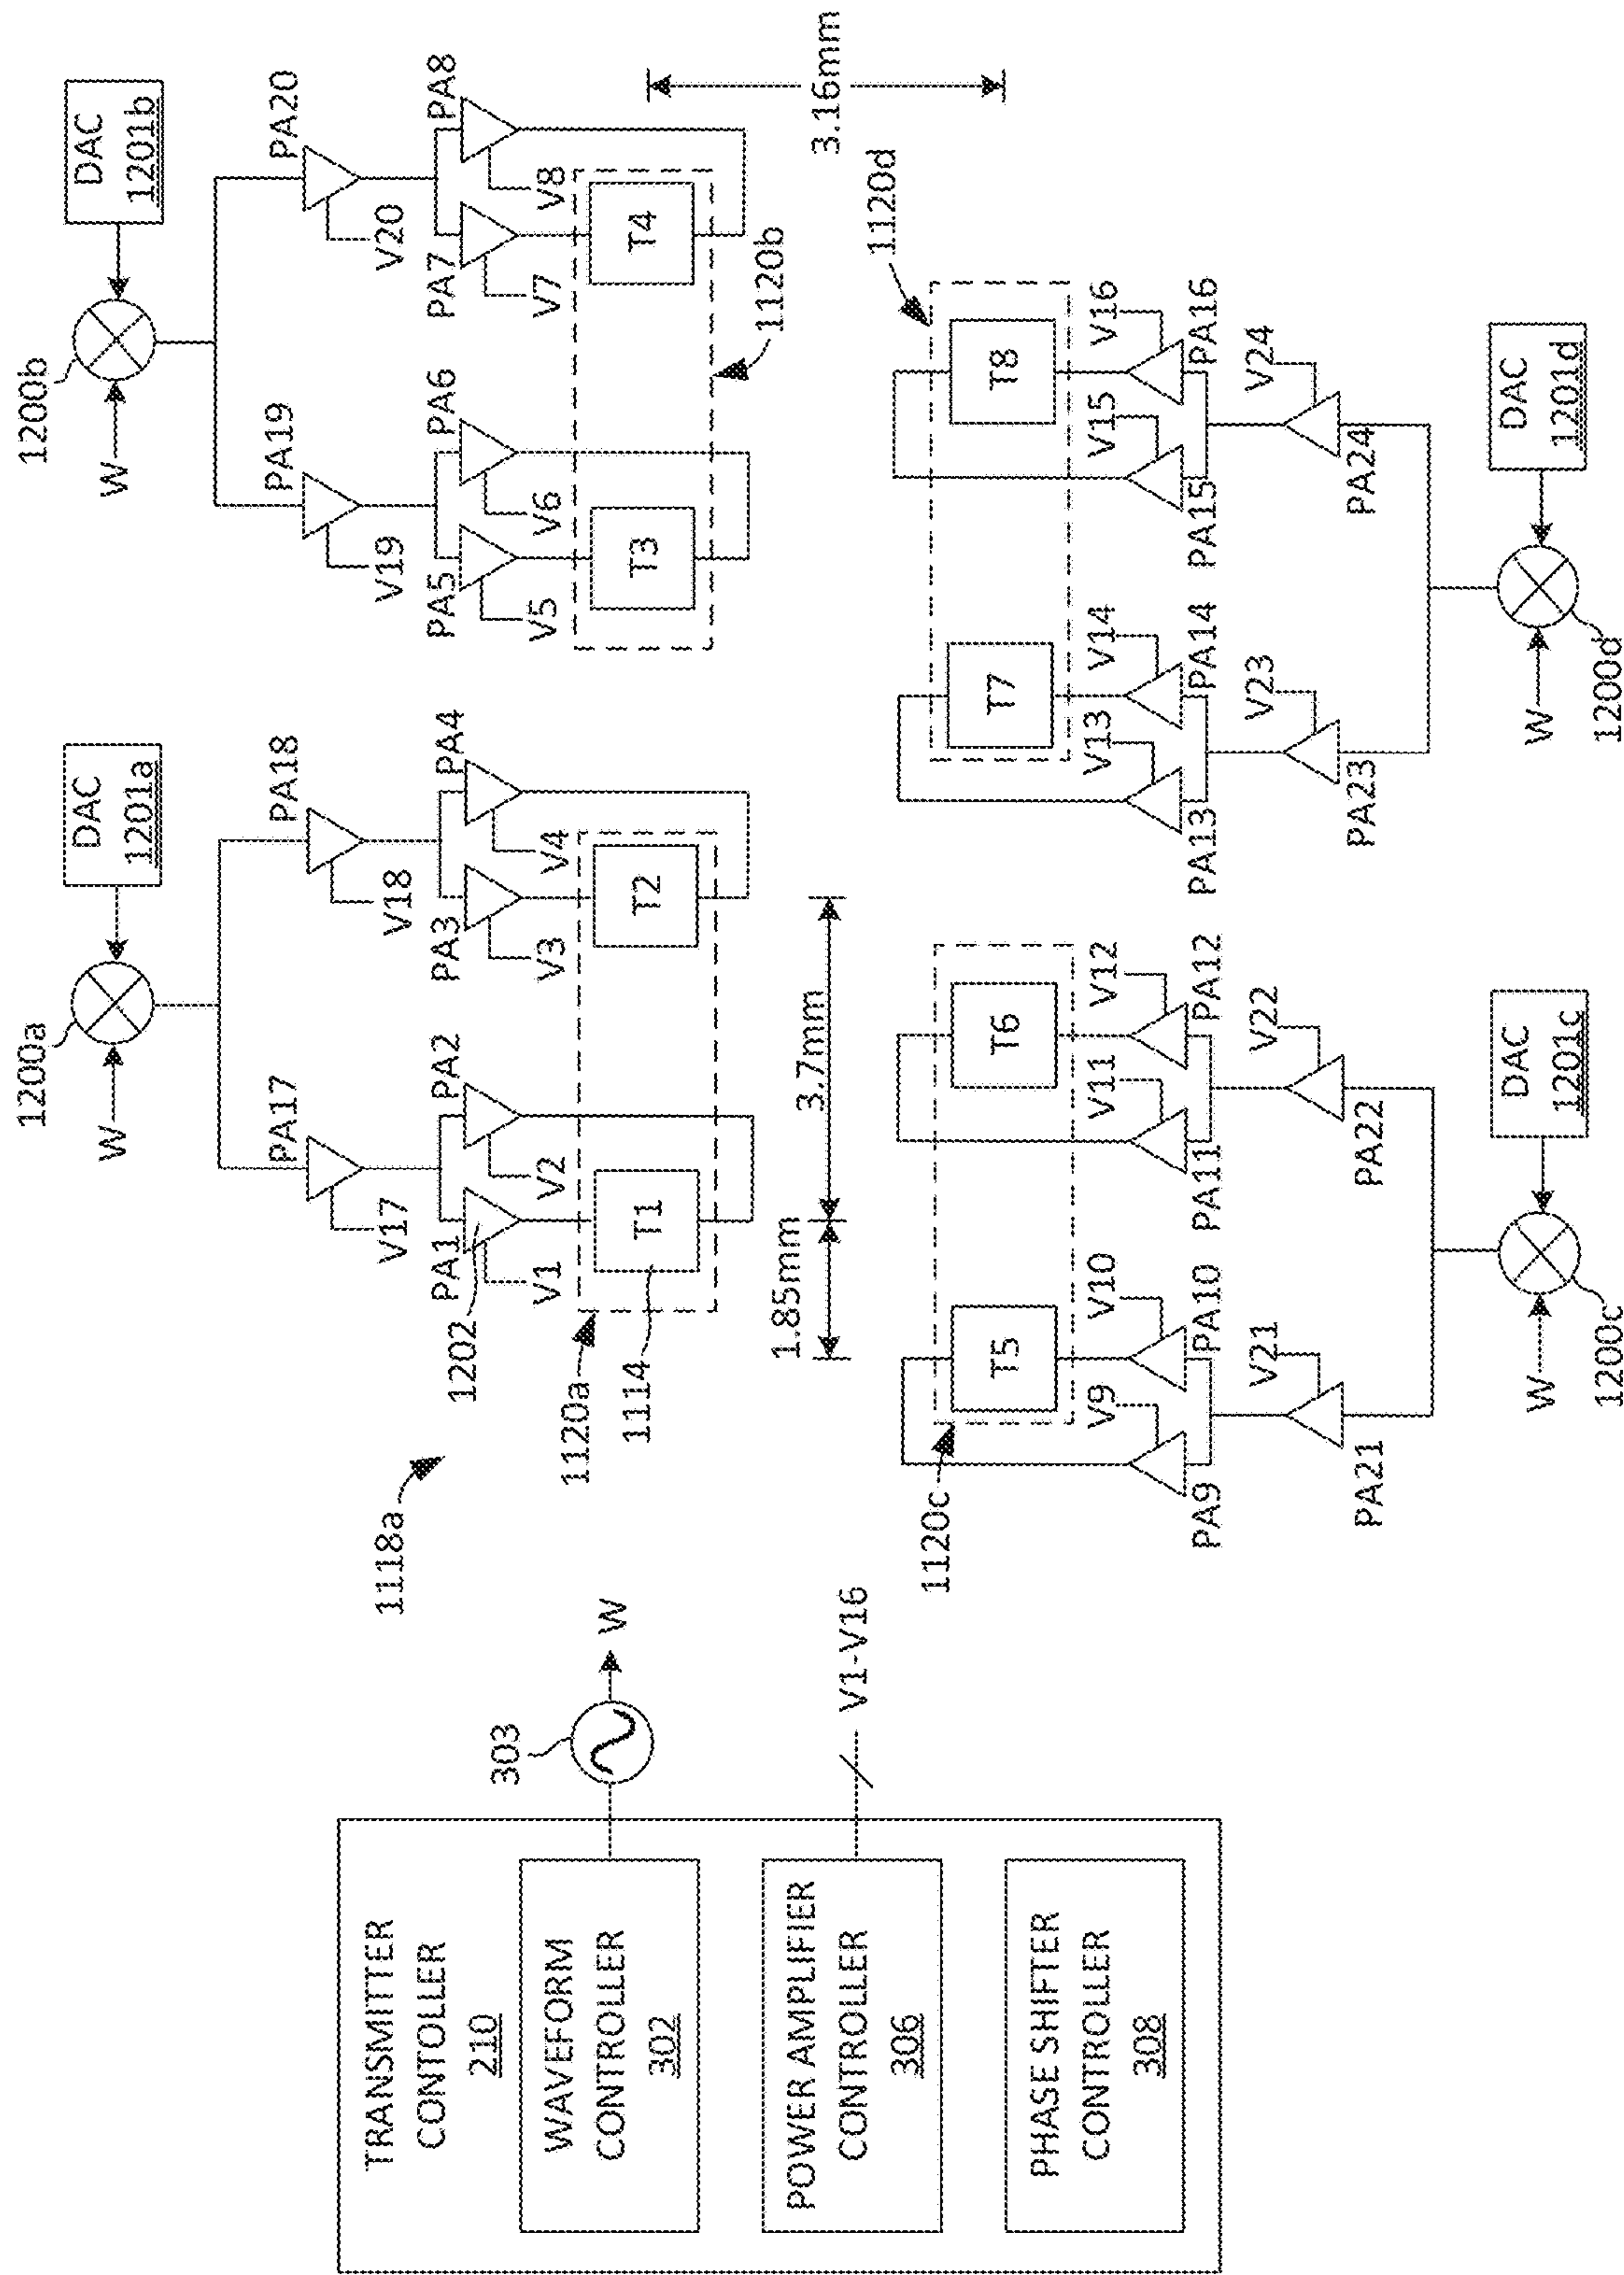 TRANSMITTER
CONTOLLER
210
WAVEFORM
CONTROLLER
302
POWER AMPLIFIER
CONTROLLER
306
PHASE SHIFTER
CONTROLLER
308
303
W
V1-V16
1118a
1200a
W
DAC
1201a
PA17
V17
PA18
V18
PA1
V1
PA2
V2
PA3
V3
PA4
V4
1202
1120a
1114
T1
T2
1200b
W
DAC
1201b
PA19
V19
PA20
V20
PA5
V5
PA6
V6
PA7
V7
PA8
V8
T3
T4
1120b
1.85mm
3.7mm
3.16mm
1120c
T5
T6
V9
V10
V11
V12
PA9
PA10
PA11
PA12
V21
V22
PA21
PA22
W
1200c
DAC
1201c
1120d
T7
T8
V13
V14
V15
V16
PA13
PA14
PA15
PA16
V23
V24
PA23
PA24
W
1200d
DAC
1201d